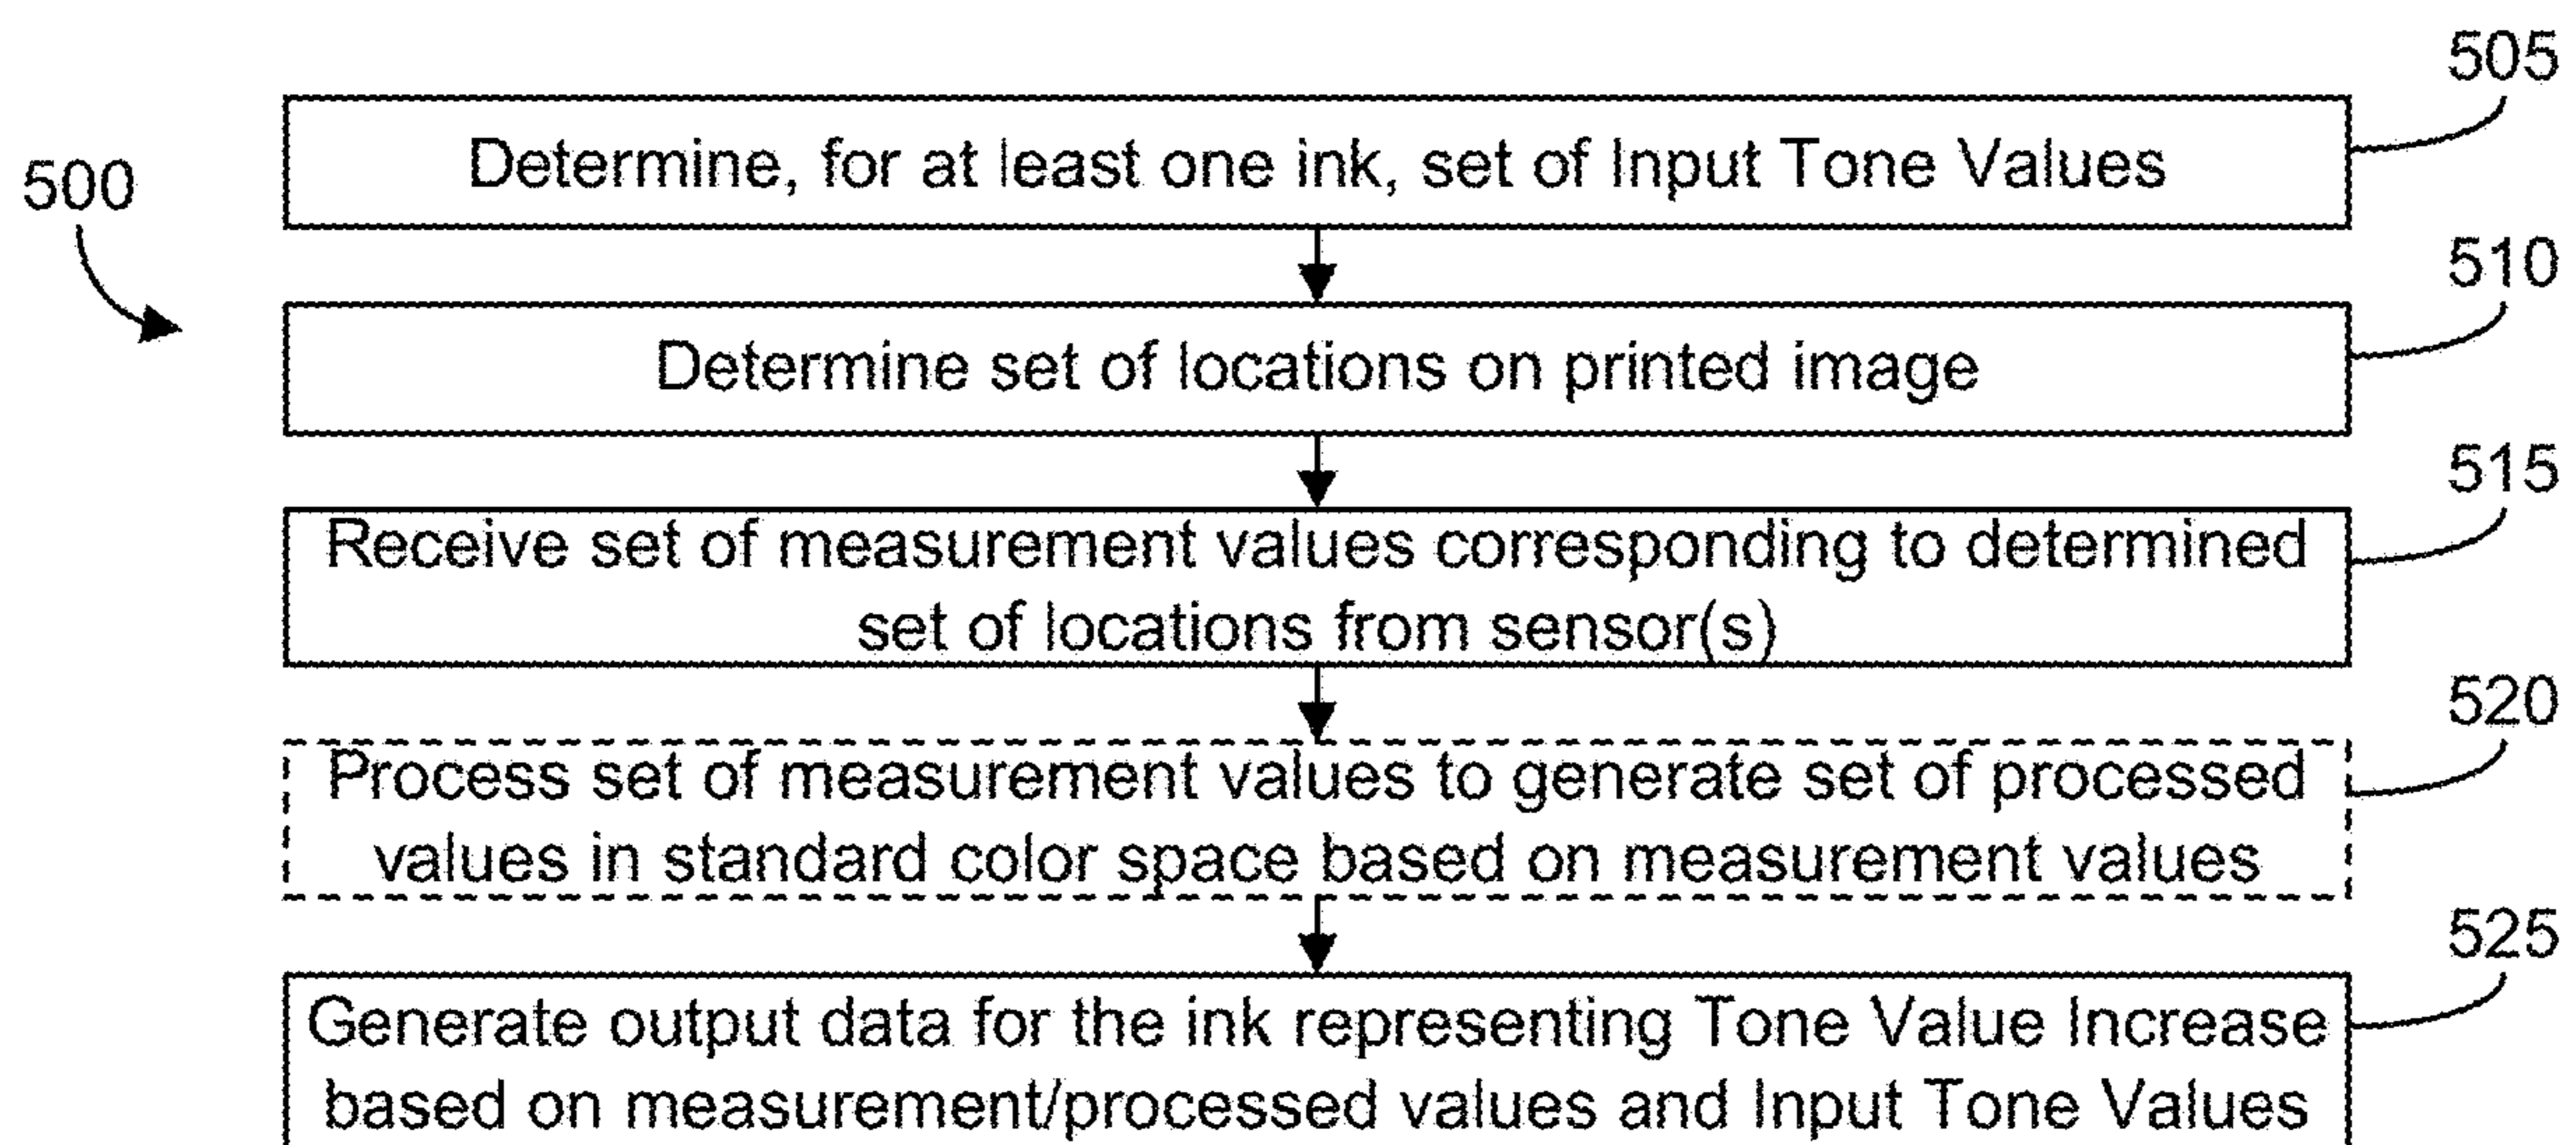 505
Determine, for at least one ink, set of Input Tone Values
500
510
Determine set of locations on printed image
515
Receive set of measurement values corresponding to determined
set of locations from sensor(s)
520
Process set of measurement values to generate set of processed
values in standard color space based on measurement values
525
Generate output data for the ink representing Tone Value Increase
based on measurement/processed values and Input Tone Values